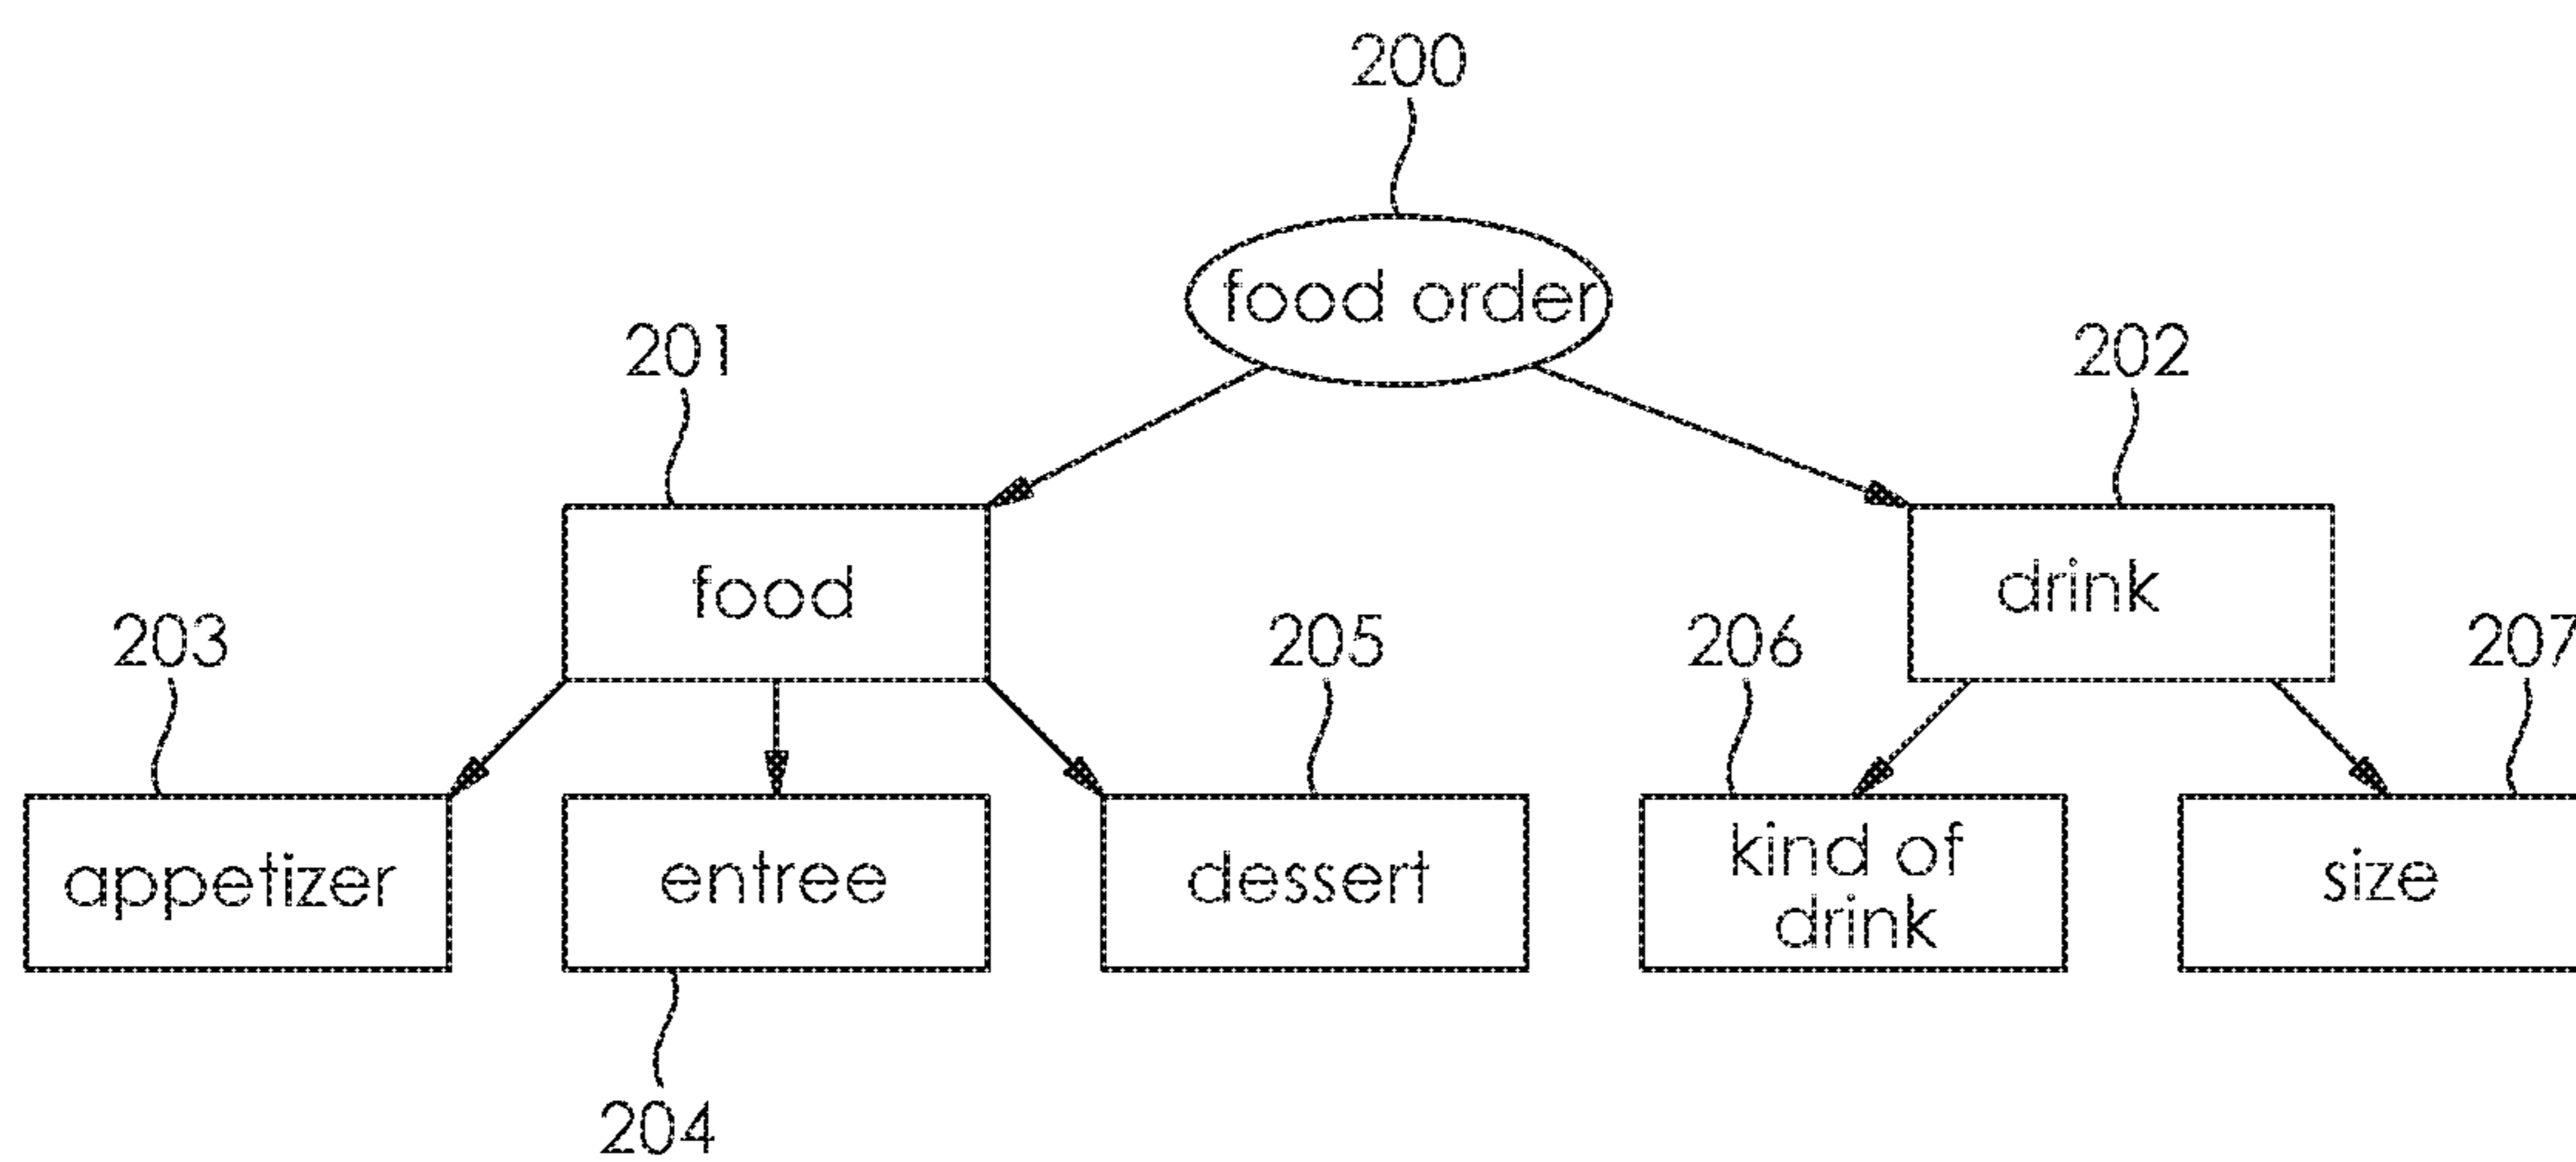 200
food order
201
202
food
drink
203
205
206
207
appetizer
entree
dessert
kind of
drink
size
204